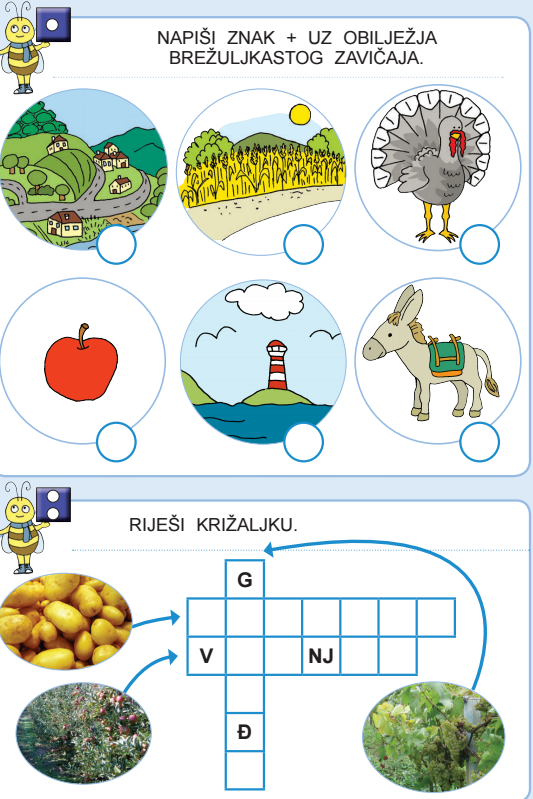 NAPIŠI ZNAK + UZ OBILJEŽJA
BREŽULJKASTOG ZAVIČAJA.
RIJEŠI KRIŽALJKU.
G
V NJ
Đ